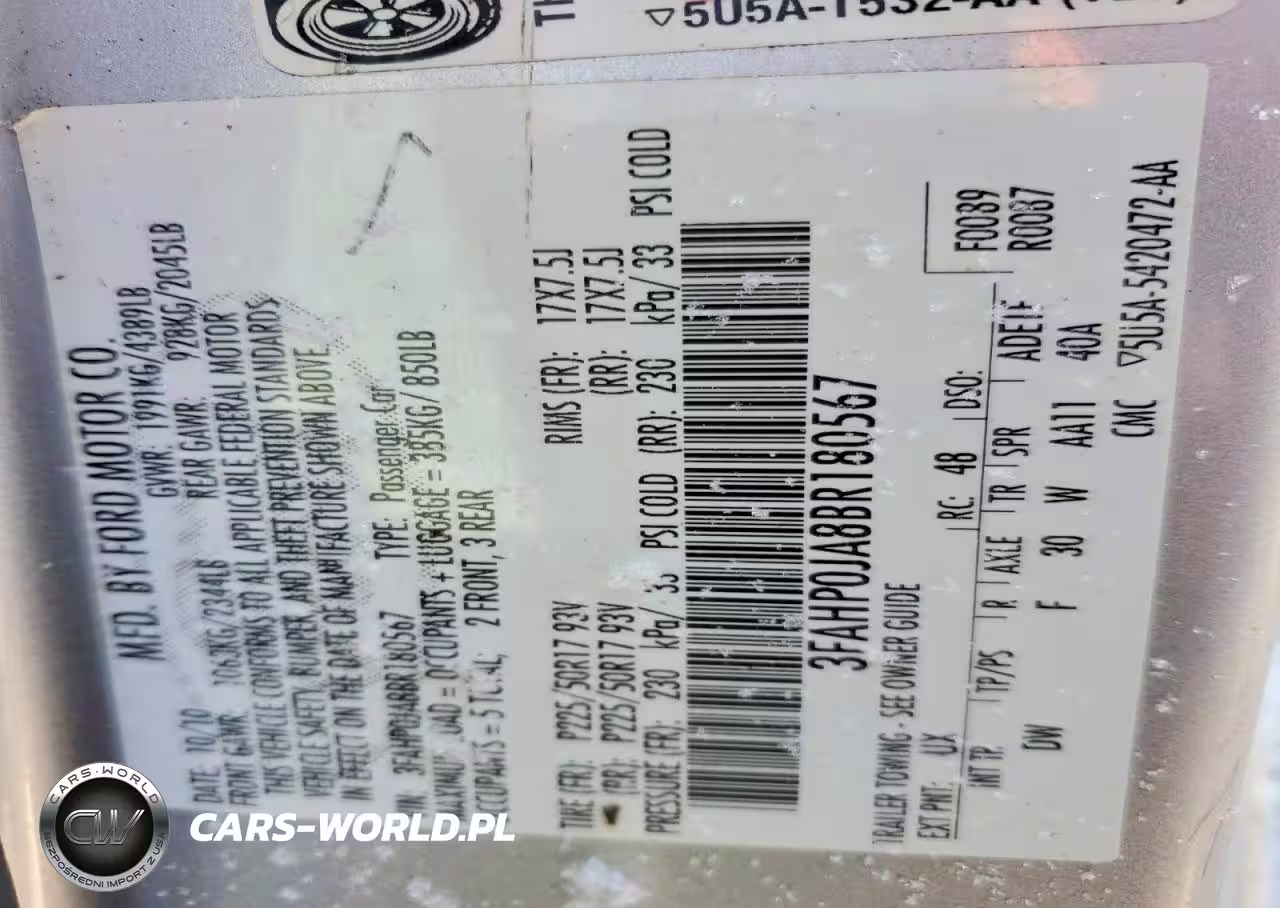 5U5A-1532-AA
MFD. BY FORD MOTOR CO.
DATE: 10/10 GVWR: 1991KG/4389LB
FRONT GAWR: 1063KG/2344LB REAR GAWR: 928KG/2045LB
THIS VEHICLE CONFORMS TO ALL APPLICABLE FEDERAL MOTOR
VEHICLE SAFETY, BUMPER, AND THEFT PREVENTION STANDARDS
IN EFFECT ON THE DATE OF MANUFACTURE SHOWN ABOVE.
VIN: 3FAHP0JA8BR180567 TYPE: Passenger Car
MAXIMUM LOAD = OCCUPANTS + LUGGAGE = 385KG/ 850LB
OCCUPANTS = 5 TOTAL; 2 FRONT, 3 REAR
TIRE (FR): P225/50R17 93V RIMS (FR): 17X7.5J
(RR): P225/50R17 93V (RR): 17X7.5J
PRESSURE (FR): 230 kPa/ 33 PSI COLD (RR): 230 kPa/ 33 PSI COLD
3FAHP0JA8BR180567
TRAILER TOWING - SEE OWNER GUIDE
EXT PNT: UX RC: 48 DSO: F0089
INT TR TP/PS R AXLE TR SPR ADE1F R0087
DW F 30 W AA11 40A
CMC ▽5U5A-5420472-AA
CARS-WORLD
CW
BEZPOŚREDNI IMPORT Z USA
CARS-WORLD.PL